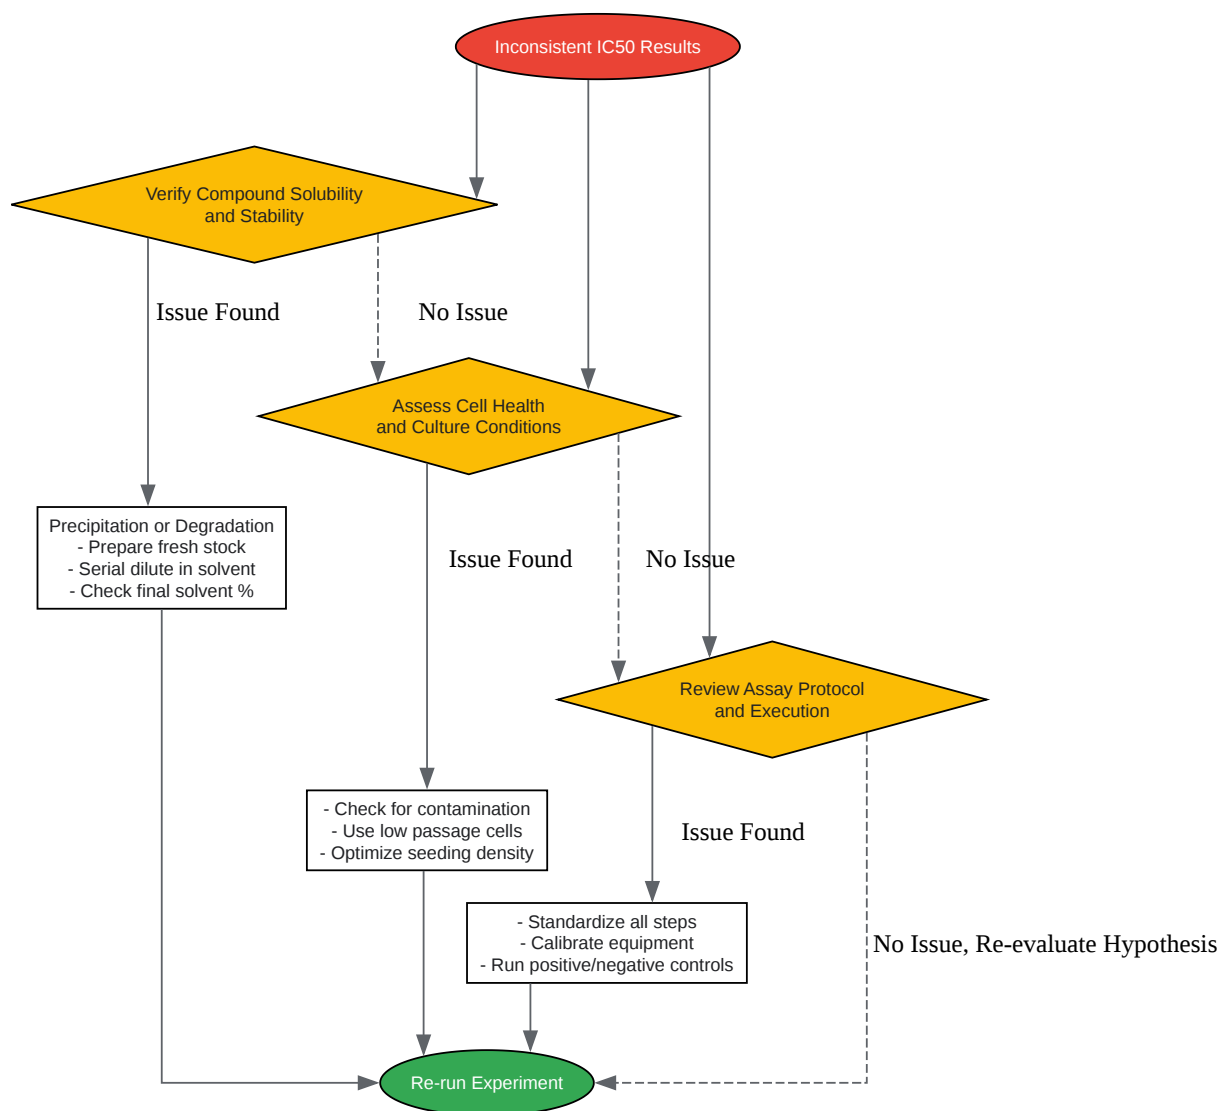 Inconsistent IC50 Results
Verify Compound Solubility
and Stability
Issue Found
No Issue
Assess Cell Health
and Culture Conditions
Precipitation or Degradation
- Prepare fresh stock
- Serial dilute in solvent
- Check final solvent %
Issue Found
No Issue
Review Assay Protocol
and Execution
- Check for contamination
- Use low passage cells
- Optimize seeding density
Issue Found
- Standardize all steps
- Calibrate equipment
- Run positive/negative controls
No Issue, Re-evaluate Hypothesis
Re-run Experiment